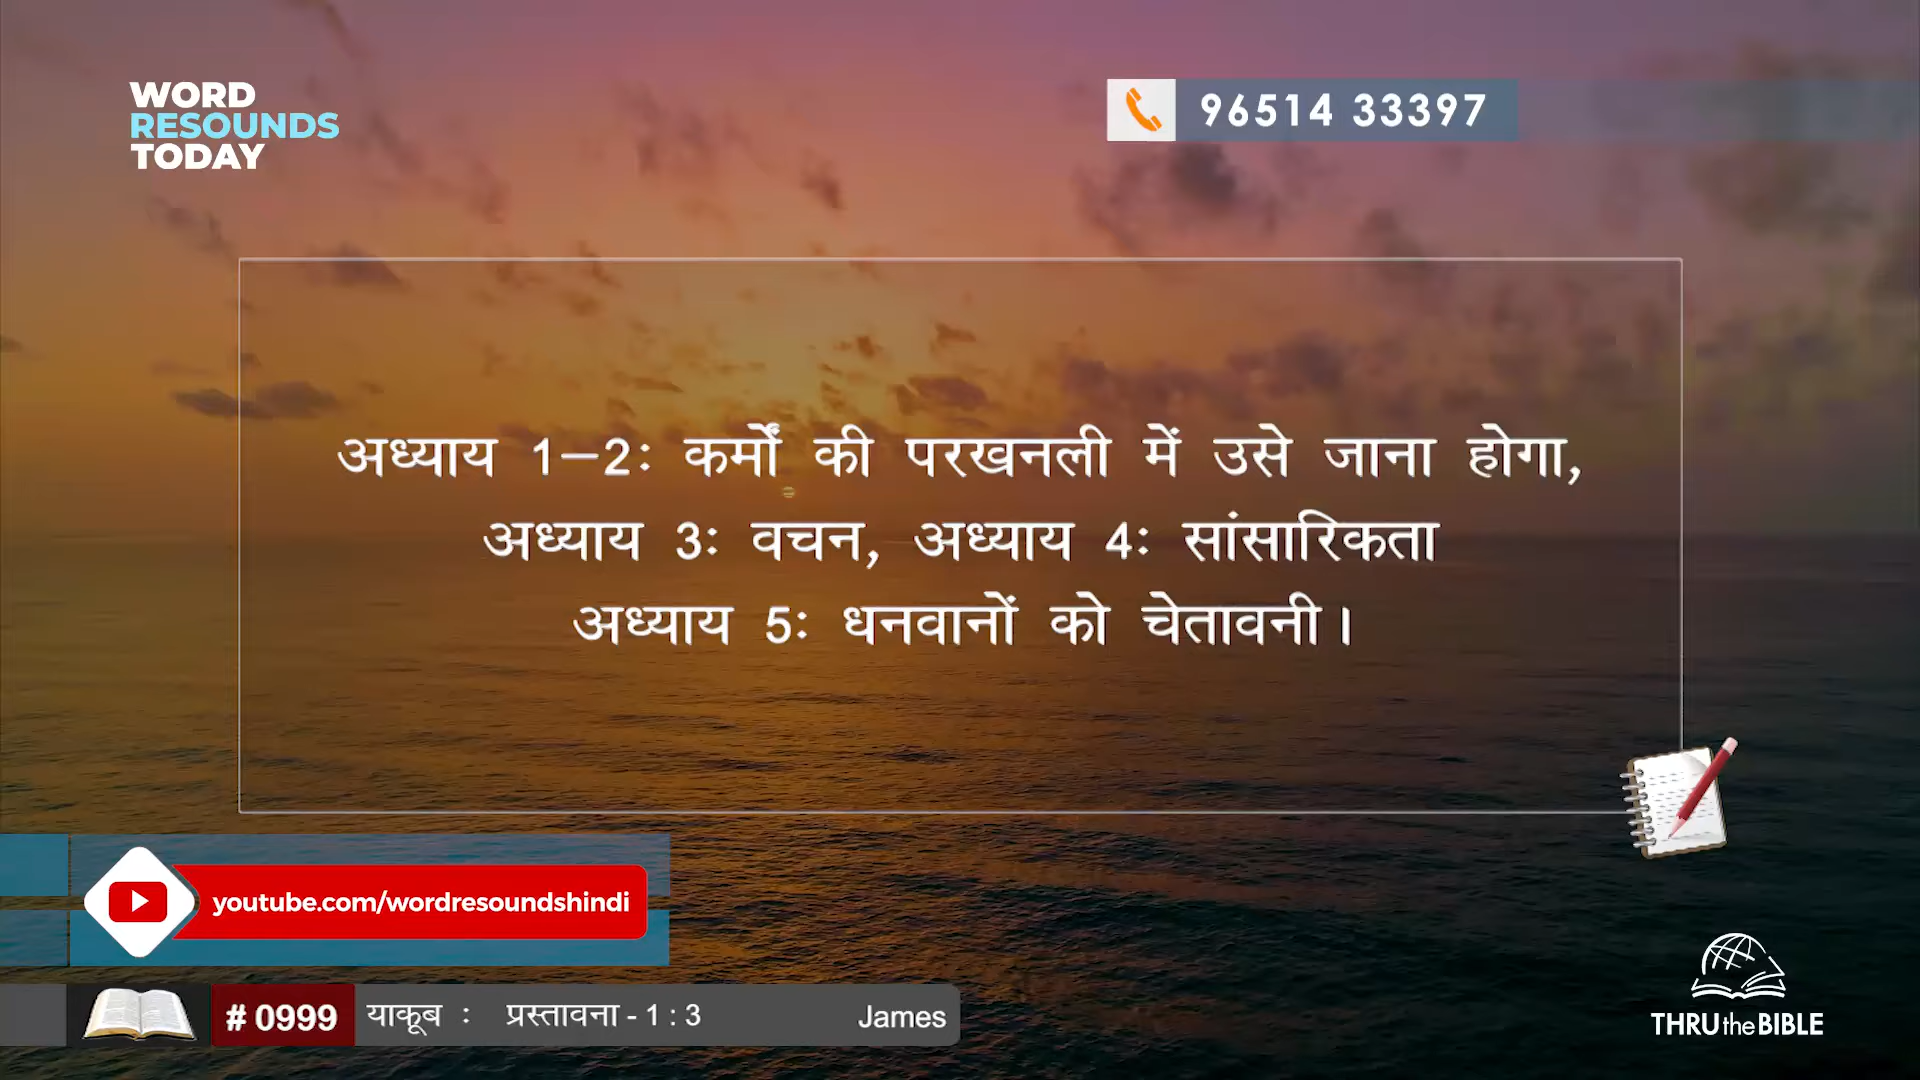 WORD
RESOUNDS
TODAY
96514 33397
अध्याय 1–2: कर्मों की परखनली में उसे जाना होगा,
अध्याय 3: वचन, अध्याय 4: सांसारिकता
अध्याय 5: धनवानों को चेतावनी।
youtube.com/wordresoundshindi
# 0999 याकूब : प्रस्तावना - 1 : 3 James
THRU the BIBLE